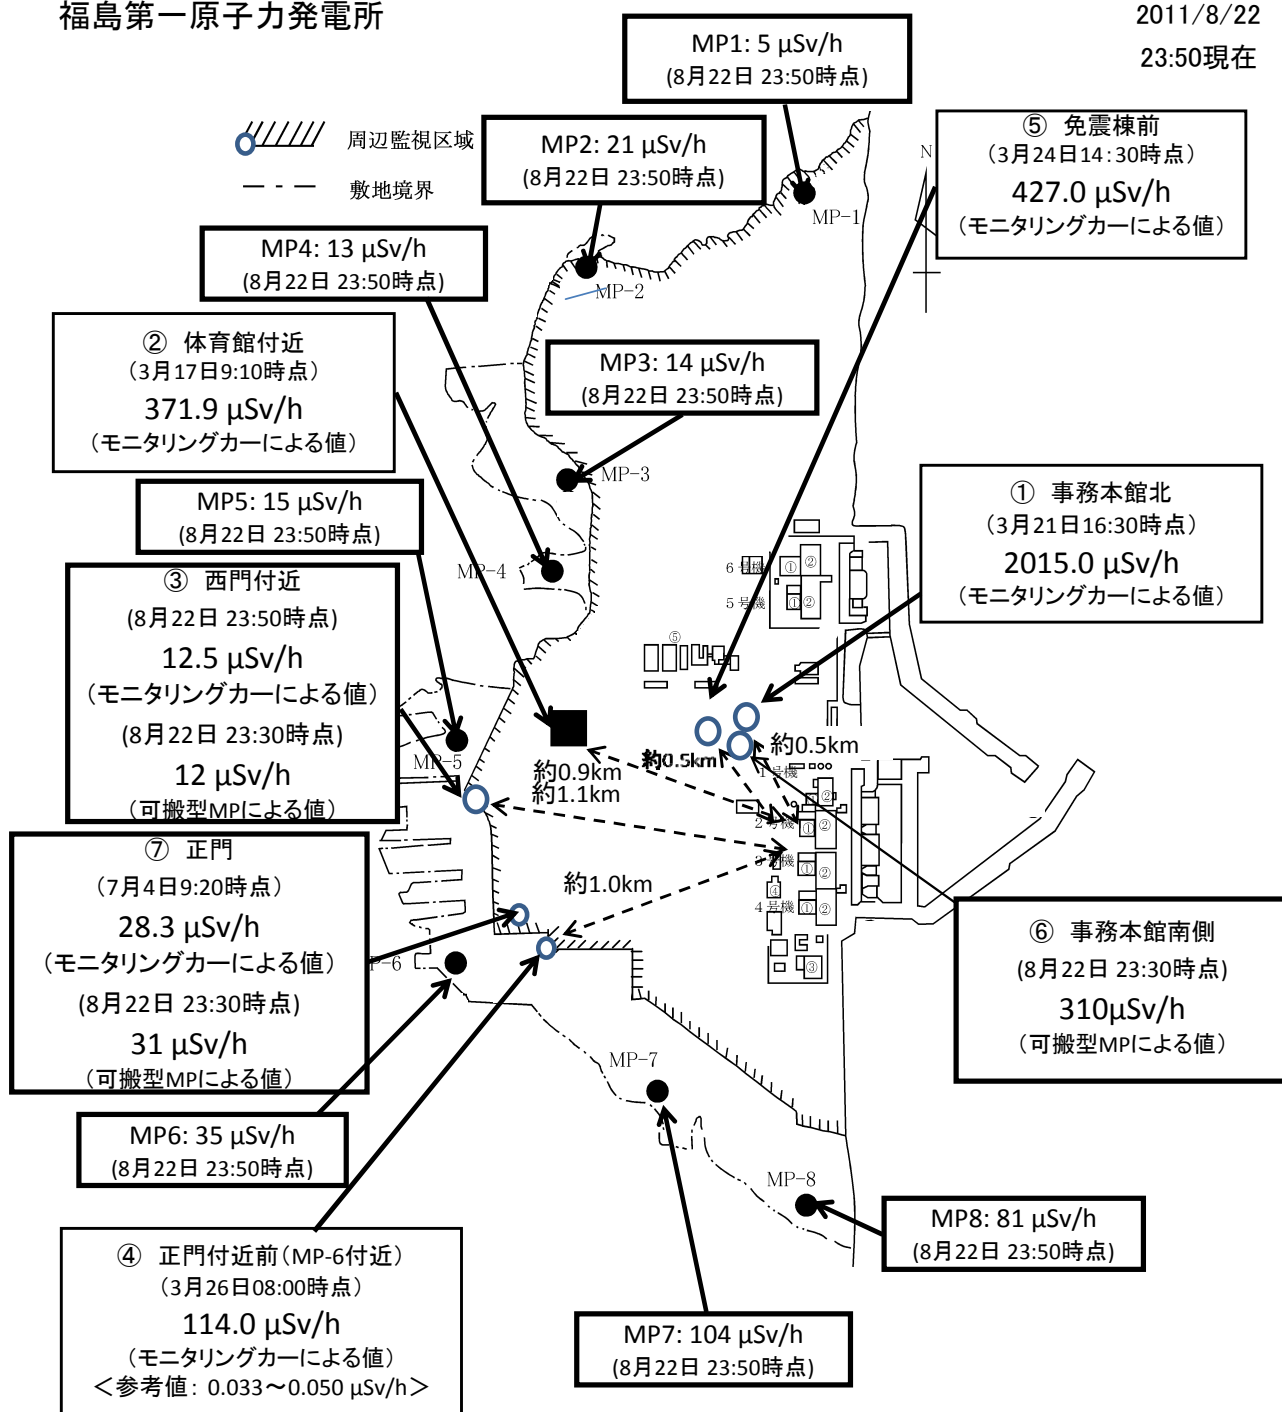 福島第一原子力発電所
2011/8/22
23:50現在
MP1: 5 μSv/h
(8月22日 23:50時点)
周辺監視区域
敷地境界
MP2: 21 μSv/h
(8月22日 23:50時点)
⑤ 免震棟前
(3月24日14:30時点)
427.0 μSv/h
(モニタリングカーによる値)
N
MP-1
MP4: 13 μSv/h
(8月22日 23:50時点)
MP-2
② 体育館付近
(3月17日9:10時点)
371.9 μSv/h
(モニタリングカーによる値)
MP3: 14 μSv/h
(8月22日 23:50時点)
MP-3
MP5: 15 μSv/h
(8月22日 23:50時点)
① 事務本館北
(3月21日16:30時点)
2015.0 μSv/h
(モニタリングカーによる値)
MP-4
6号機
① ②
5号機
① ②
③ 西門付近
(8月22日 23:50時点)
12.5 μSv/h
(モニタリングカーによる値)
(8月22日 23:30時点)
12 μSv/h
(可搬型MPによる値)
⑤
MP-5
約0.9km
約1.1km
約0.5km
約0.5km
1号機
②
2号機
① ②
3号機
① ②
④
4号機
① ②
③
約1.0km
⑦ 正門
(7月4日9:20時点)
28.3 μSv/h
(モニタリングカーによる値)
(8月22日 23:30時点)
31 μSv/h
(可搬型MPによる値)
P-6
⑥ 事務本館南側
(8月22日 23:30時点)
310μSv/h
(可搬型MPによる値)
MP-7
MP6: 35 μSv/h
(8月22日 23:50時点)
MP-8
MP8: 81 μSv/h
(8月22日 23:50時点)
④ 正門付近前(MP-6付近)
(3月26日08:00時点)
114.0 μSv/h
(モニタリングカーによる値)
<参考値: 0.033~0.050 μSv/h>
MP7: 104 μSv/h
(8月22日 23:50時点)